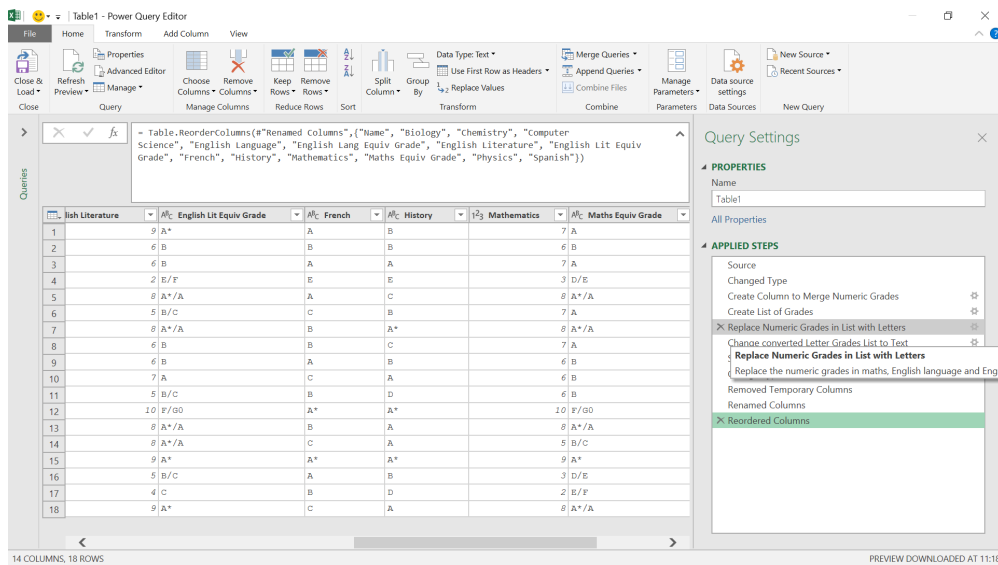 Table1 - Power Query Editor
File Home Transform Add Column View
Close & Load
Refresh Preview
Properties
Advanced Editor
Manage
Choose Columns
Remove Columns
Keep Rows
Remove Rows
Split Column
Group By
Data Type: Text
Use First Row as Headers
Replace Values
Merge Queries
Append Queries
Combine Files
Manage Parameters
Data source settings
New Source
Recent Sources
Close Query Manage Columns Reduce Rows Sort Transform Combine Parameters Data Sources New Query
Queries
fx
= Table.ReorderColumns(#"Renamed Columns",{"Name", "Biology", "Chemistry", "Computer
Science", "English Language", "English Lang Equiv Grade", "English Literature", "English Lit Equiv
Grade", "French", "History", "Mathematics", "Maths Equiv Grade", "Physics", "Spanish"})
lish Literature ABC English Lit Equiv Grade ABC French ABC History 123 Mathematics ABC Maths Equiv Grade
1 9 A* A B 7 A
2 6 B B B 6 B
3 6 B A A 7 A
4 2 E/F E E 3 D/E
5 8 A*/A A C 8 A*/A
6 5 B/C C B 7 A
7 8 A*/A B A* 8 A*/A
8 6 B B C 7 A
9 6 B A B 6 B
10 7 A C A 6 B
11 5 B/C B D 6 B
12 10 F/G0 A* A* 10 F/G0
13 8 A*/A B A 8 A*/A
14 8 A*/A C A 5 B/C
15 9 A* A* A* 9 A*
16 5 B/C A B 3 D/E
17 4 C B D 2 E/F
18 9 A* C A 8 A*/A
Query Settings
PROPERTIES
Name
Table1
All Properties
APPLIED STEPS
Source
Changed Type
Create Column to Merge Numeric Grades
Create List of Grades
Replace Numeric Grades in List with Letters
Change converted Letter Grades List to Text
Replace Numeric Grades in List with Letters
Replace the numeric grades in maths, English language and Eng
Removed Temporary Columns
Renamed Columns
Reordered Columns
14 COLUMNS, 18 ROWS
PREVIEW DOWNLOADED AT 11:18